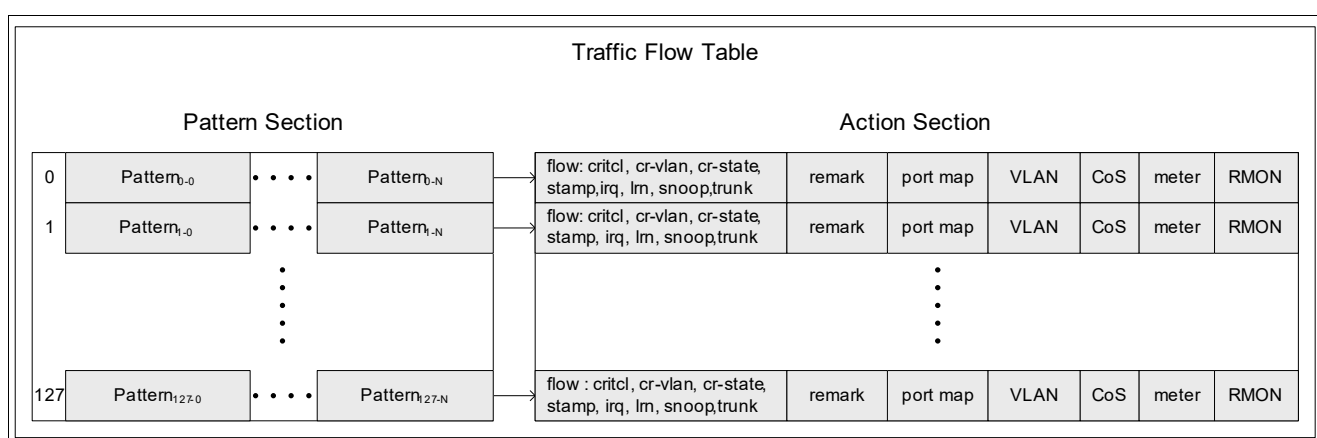 Traffic Flow Table
Pattern Section
Action Section
0
Pattern0-0
Pattern0-N
flow: critcl, cr-vlan, cr-state,
stamp,irq, lrn, snoop,trunk
remark
port map
VLAN
CoS
meter
RMON
1
Pattern1-0
Pattern1-N
flow: critcl, cr-vlan, cr-state,
stamp, irq, lrn, snoop,trunk
remark
port map
VLAN
CoS
meter
RMON
127
Pattern127-0
Pattern127-N
flow : critcl, cr-vlan, cr-state,
stamp, irq, lrn, snoop,trunk
remark
port map
VLAN
CoS
meter
RMON